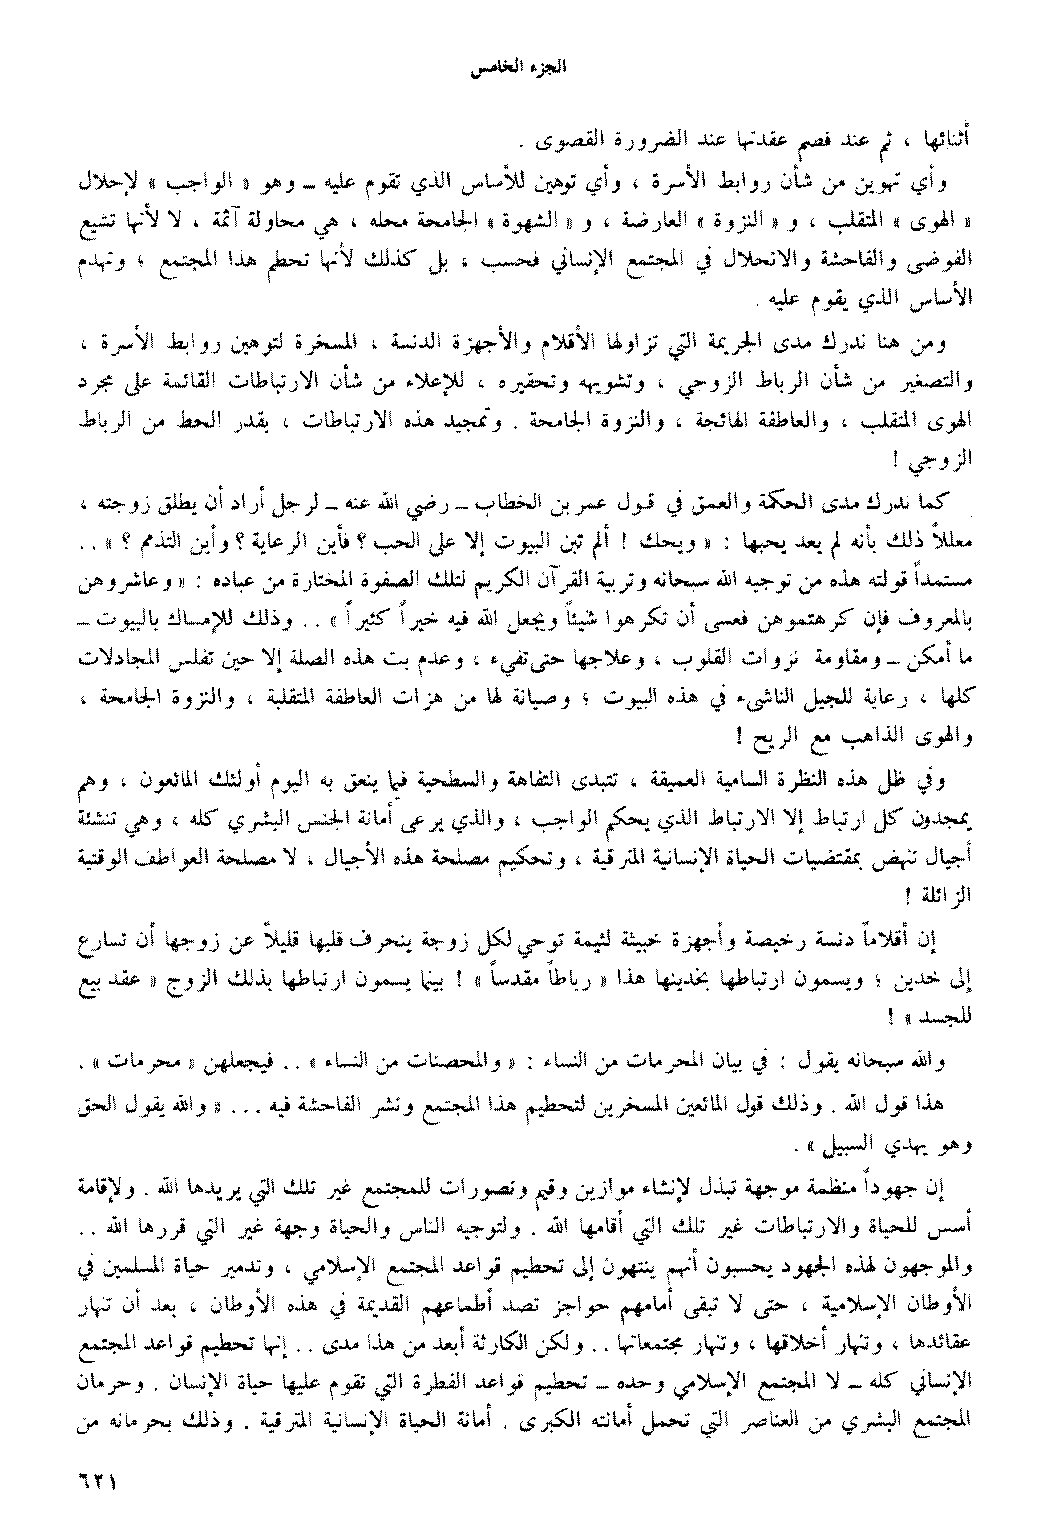 الجزء الخامس
أثنائها ، ثم عند فصم عقدتها عند الضرورة القصوى .
وأي تهوين من شأن روابط الأسرة ، وأي توهين للأساس الذي تقوم عليه – وهو « الواجب » لإحلال
« الهوى » المتقلب ، و « النزوة » العارضة ، و « الشهوة » الجامحة محله ، هي محاولة آثمة ، لا لأنها تشيع
الفوضى والفاحشة والانحلال في المجتمع الإنساني فحسب ، بل كذلك لأنها تحطم هذا المجتمع ؛ وتهدم
الأساس الذي يقوم عليه .
ومن هنا ندرك مدى الجريمة التي تزاولها الأقلام والأجهزة الدنسة ، المسخرة لتوهين روابط الأسرة ،
والتصغير من شأن الرباط الزوجي ، وتشويهه وتحقيره ، للإعلاء من شأن الارتباطات القائمة على مجرد
الهوى المتقلب ، والعاطفة الهائجة ، والنزوة الجامحة . وتمجيد هذه الارتباطات ، بقدر الحط من الرباط
الزوجي !
كما ندرك مدى الحكمة والعمق في قول عمر بن الخطاب – رضي الله عنه – لرجل أراد أن يطلق زوجته ،
معللاً ذلك بأنه لم يعد يحبها : « ويحك ! ألم تبن البيوت إلا على الحب ؟ فأين الرعاية ؟ وأين التذمم ؟ » . .
مستمداً قولته هذه من توجيه الله سبحانه وتربية القرآن الكريم لتلك الصفوة المختارة من عباده : « وعاشروهن
بالمعروف فإن كرهتموهن فعسى أن تكرهوا شيئاً ويجعل الله فيه خيراً كثيراً » . . وذلك للإمساك بالبيوت –
ما أمكن – ومقاومة نزوات القلوب ، وعلاجها حتى تفيء ، وعدم بت هذه الصلة إلا حين تفلس المجادلات
كلها ، رعاية للجيل الناشىء في هذه البيوت ؛ وصيانة لها من هزات العاطفة المتقلبة ، والنزوة الجامحة ،
والهوى الذاهب مع الريح !
وفي ظل هذه النظرة السامية العميقة ، تتبدى التفاهة والسطحية فيما ينعق به اليوم أولئك المائعون ، وهم
يمجدون كل ارتباط إلا الارتباط الذي يحكم الواجب ، والذي يرعى أمانة الجنس البشري كله ، وهي تنشئة
أجيال تنهض بمقتضيات الحياة الإنسانية المترقية ، وتحكيم مصلحة هذه الأجيال ، لا مصلحة العواطف الوقتية
الزائلة !
إن أقلاماً دنسة رخيصة وأجهزة خبيثة لئيمة توحي لكل زوجة ينحرف قلبها قليلاً عن زوجها أن تسارع
إلى خدين ؛ ويسمون ارتباطها بخدينها هذا « رباطاً مقدساً » ! بينما يسمون ارتباطها بذلك الزوج « عقد بيع
للجسد » !
والله سبحانه يقول : في بيان المحرمات من النساء : « والمحصنات من النساء » . . فيجعلهن « محرمات » .
هذا قول الله . وذلك قول المائعين المسخرين لتحطيم هذا المجتمع ونشر الفاحشة فيه . . . « والله يقول الحق
وهو يهدي السبيل » .
إن جهوداً منظمة موجهة تبذل لإنشاء موازين وقيم وتصورات للمجتمع غير تلك التي يريدها الله . ولإقامة
أسس للحياة والارتباطات غير تلك التي أقامها الله . ولتوجيه الناس والحياة وجهة غير التي قررها الله . .
والموجهون لهذه الجهود يحسبون أنهم ينتهون إلى تحطيم قواعد المجتمع الإسلامي ، وتدمير حياة المسلمين في
الأوطان الإسلامية ، حتى لا تبقى أمامهم حواجز تصد أطماعهم القديمة في هذه الأوطان ، بعد أن تنهار
عقائدها ، وتنهار أخلاقها ، وتنهار مجتمعاتها . . ولكن الكارثة أبعد من هذا مدى . . إنها تحطيم قواعد المجتمع
الإنساني كله – لا المجتمع الإسلامي وحده – تحطيم قواعد الفطرة التي تقوم عليها حياة الإنسان . وحرمان
المجتمع البشري من العناصر التي تحمل أمانته الكبرى . أمانة الحياة الإنسانية المترقية . وذلك بحرمانه من
٦٢١